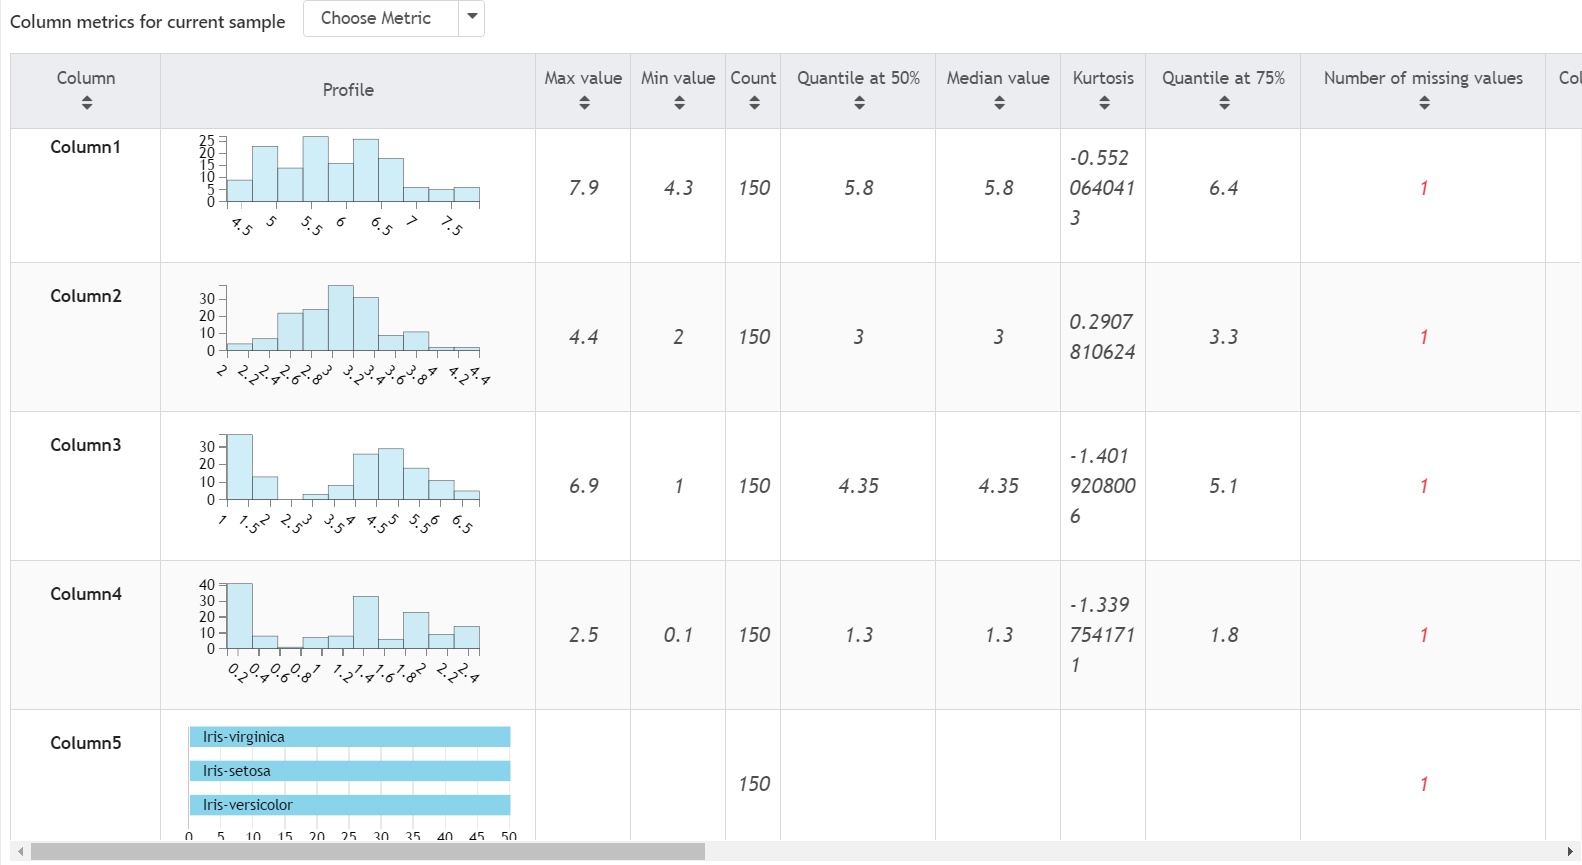 Column metrics for current sample
Choose Metric
Column
Profile
Max value
Min value
Count
Quantile at 50%
Median value
Kurtosis
Quantile at 75%
Number of missing values
Col
Column1
25
20
15
10
5
0
4.5 5 5.5 6 6.5 7 7.5
7.9
4.3
150
5.8
5.8
-0.552
064041
3
6.4
1
Column2
30
20
10
0
2 2.2 2.4 2.6 2.8 3 3.2 3.4 3.6 3.8 4 4.2 4.4
4.4
2
150
3
3
0.2907
810624
3.3
1
Column3
30
20
10
0
1 1.5 2 2.5 3 3.5 4 4.5 5 5.5 6 6.5
6.9
1
150
4.35
4.35
-1.401
920800
6
5.1
1
Column4
40
30
20
10
0
0.2 0.4 0.6 0.8 1 1.2 1.4 1.6 1.8 2 2.2 2.4
2.5
0.1
150
1.3
1.3
-1.339
754171
1
1.8
1
Column5
Iris-virginica
Iris-setosa
Iris-versicolor
0 5 10 15 20 25 30 35 40 45 50
150
1